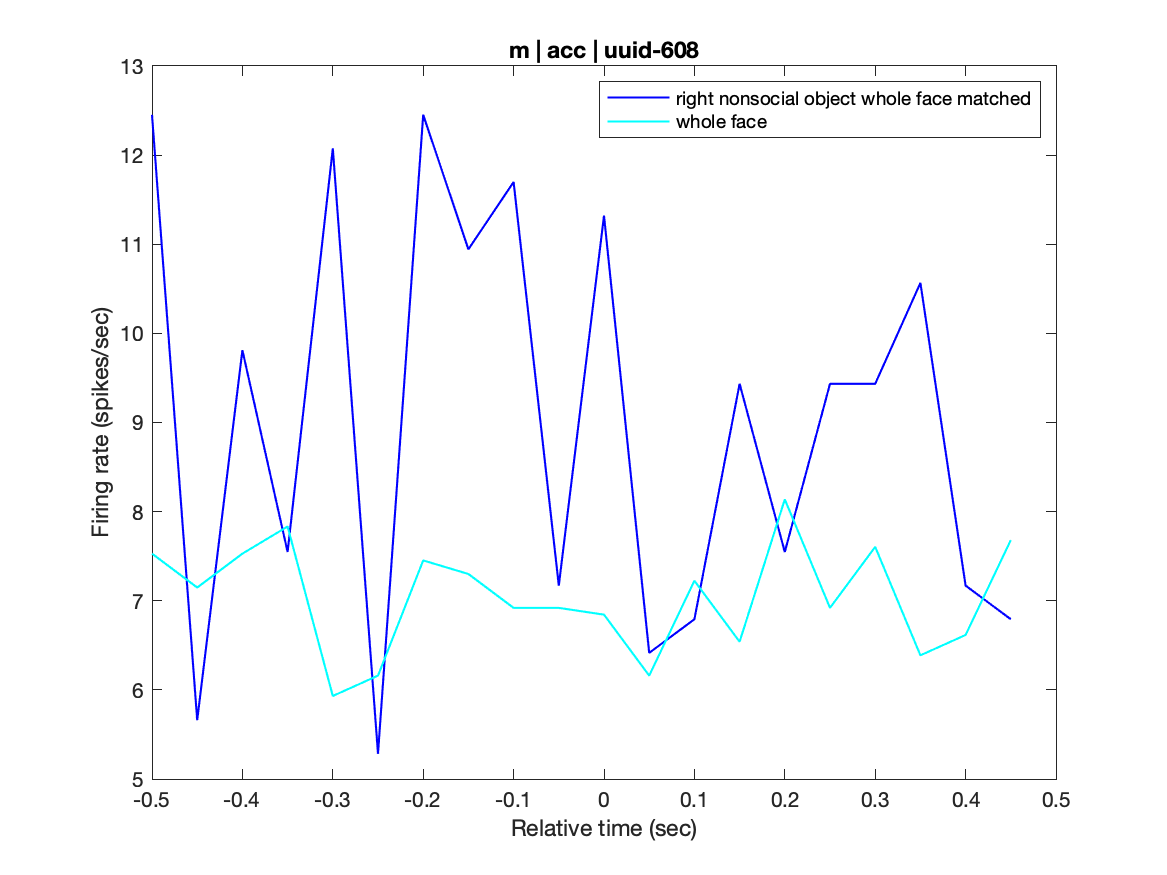 m | acc | uuid-608
right nonsocial object whole face matched
whole face
Firing rate (spikes/sec)
13
12
11
10
9
8
7
6
5
-0.5 -0.4 -0.3 -0.2 -0.1 0 0.1 0.2 0.3 0.4 0.5
Relative time (sec)